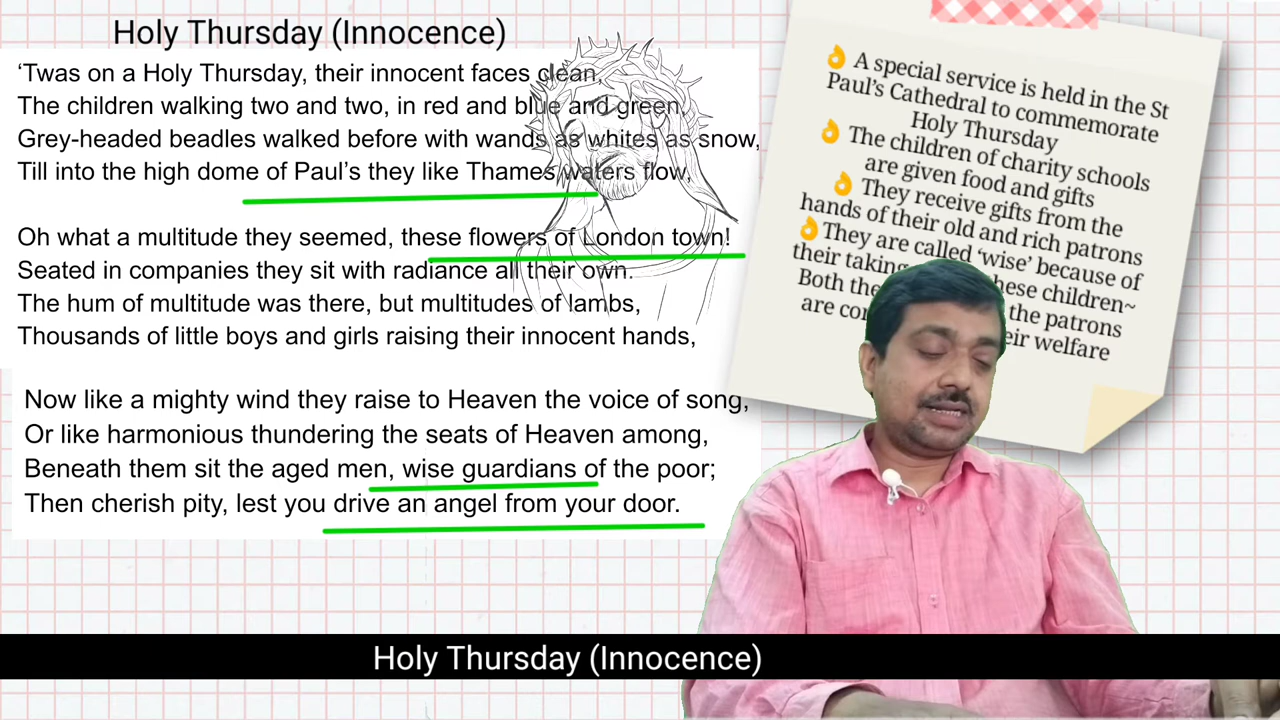 Holy Thursday (Innocence)
‘Twas on a Holy Thursday, their innocent faces clean,
The children walking two and two, in red and blue and green,
Grey-headed beadles walked before with wands as whites as snow,
Till into the high dome of Paul’s they like Thames waters flow,
Oh what a multitude they seemed, these flowers of London town!
Seated in companies they sit with radiance all their own.
The hum of multitude was there, but multitudes of lambs,
Thousands of little boys and girls raising their innocent hands,
Now like a mighty wind they raise to Heaven the voice of song,
Or like harmonious thundering the seats of Heaven among,
Beneath them sit the aged men, wise guardians of the poor;
Then cherish pity, lest you drive an angel from your door.
👌 A special service is held in the St
Paul’s Cathedral to commemorate
Holy Thursday
👌 The children of charity schools
are given food and gifts
👌 They receive gifts from the
hands of their old and rich patrons
👌They are called ‘wise’ because of
their taking these children~
Both the the patrons
are their welfare
Holy Thursday (Innocence)